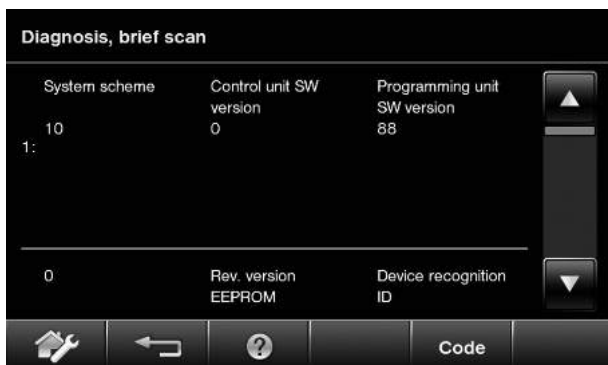 Diagnosis, brief scan
System scheme Control unit SW Programming unit
version SW version
10 0 88
1:
0 Rev. version Device recognition
EEPROM ID
? Code